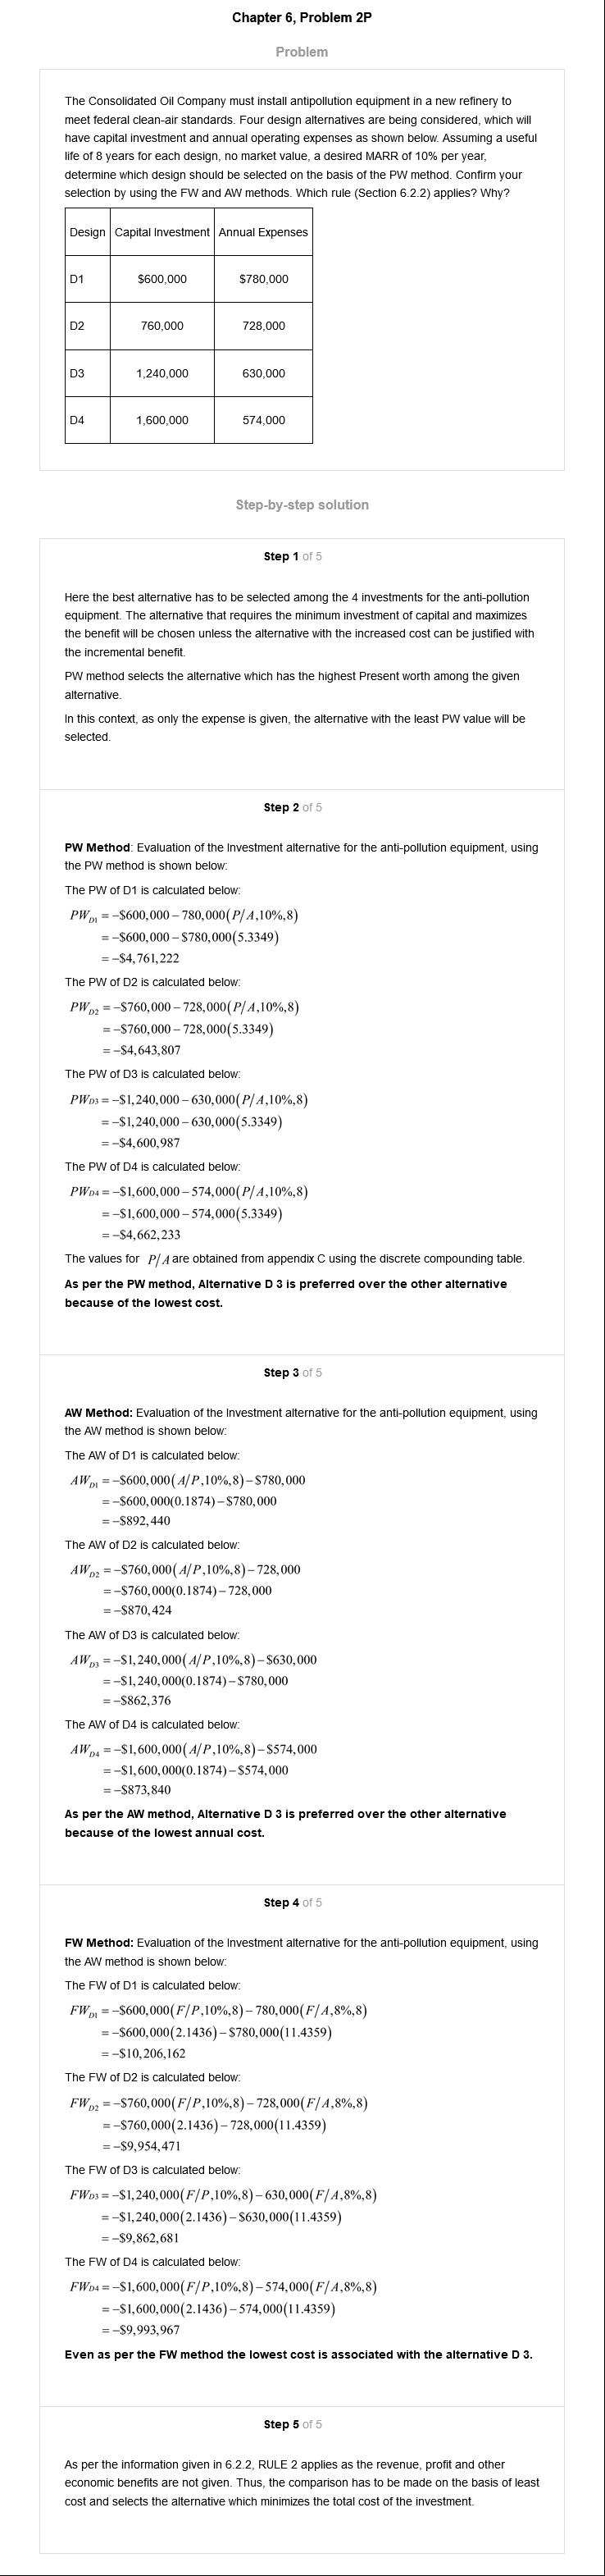 Chapter 6, Problem 2P
Problem
The Consolidated Oil Company must install antipollution equipment in a new refinery to
meet federal clean-air standards. Four design alternatives are being considered, which will
have capital investment and annual operating expenses as shown below. Assuming a useful
life of 8 years for each design, no market value, a desired MARR of 10% per year,
determine which design should be selected on the basis of the PW method. Confirm your
selection by using the FW and AW methods. Which rule (Section 6.2.2) applies? Why?
Design Capital Investment Annual Expenses
D1 $600,000 $780,000
D2 760,000 728,000
D3 1,240,000 630,000
D4 1,600,000 574,000
Step-by-step solution
Step 1 of 5
Here the best alternative has to be selected among the 4 investments for the anti-pollution
equipment. The alternative that requires the minimum investment of capital and maximizes
the benefit will be chosen unless the alternative with the increased cost can be justified with
the incremental benefit.
PW method selects the alternative which has the highest Present worth among the given
alternative.
In this context, as only the expense is given, the alternative with the least PW value will be
selected.
Step 2 of 5
PW Method: Evaluation of the Investment alternative for the anti-pollution equipment, using
the PW method is shown below:
The PW of D1 is calculated below:
PW_D1 = –$600,000 – 780,000(P/A,10%,8)
= –$600,000 – $780,000(5.3349)
= –$4,761,222
The PW of D2 is calculated below:
PW_D2 = –$760,000 – 728,000(P/A,10%,8)
= –$760,000 – 728,000(5.3349)
= –$4,643,807
The PW of D3 is calculated below:
PW_D3 = –$1,240,000 – 630,000(P/A,10%,8)
= –$1,240,000 – 630,000(5.3349)
= –$4,600,987
The PW of D4 is calculated below:
PW_D4 = –$1,600,000 – 574,000(P/A,10%,8)
= –$1,600,000 – 574,000(5.3349)
= –$4,662,233
The values for P/A are obtained from appendix C using the discrete compounding table.
As per the PW method, Alternative D 3 is preferred over the other alternative
because of the lowest cost.
Step 3 of 5
AW Method: Evaluation of the Investment alternative for the anti-pollution equipment, using
the AW method is shown below:
The AW of D1 is calculated below:
AW_D1 = –$600,000(A/P,10%,8) – $780,000
= –$600,000(0.1874) – $780,000
= –$892,440
The AW of D2 is calculated below:
AW_D2 = –$760,000(A/P,10%,8) – 728,000
= –$760,000(0.1874) – 728,000
= –$870,424
The AW of D3 is calculated below:
AW_D3 = –$1,240,000(A/P,10%,8) – $630,000
= –$1,240,000(0.1874) – $780,000
= –$862,376
The AW of D4 is calculated below:
AW_D4 = –$1,600,000(A/P,10%,8) – $574,000
= –$1,600,000(0.1874) – $574,000
= –$873,840
As per the AW method, Alternative D 3 is preferred over the other alternative
because of the lowest annual cost.
Step 4 of 5
FW Method: Evaluation of the Investment alternative for the anti-pollution equipment, using
the AW method is shown below:
The FW of D1 is calculated below:
FW_D1 = –$600,000(F/P,10%,8) – 780,000(F/A,8%,8)
= –$600,000(2.1436) – $780,000(11.4359)
= –$10,206,162
The FW of D2 is calculated below:
FW_D2 = –$760,000(F/P,10%,8) – 728,000(F/A,8%,8)
= –$760,000(2.1436) – 728,000(11.4359)
= –$9,954,471
The FW of D3 is calculated below:
FW_D3 = –$1,240,000(F/P,10%,8) – 630,000(F/A,8%,8)
= –$1,240,000(2.1436) – $630,000(11.4359)
= –$9,862,681
The FW of D4 is calculated below:
FW_D4 = –$1,600,000(F/P,10%,8) – 574,000(F/A,8%,8)
= –$1,600,000(2.1436) – 574,000(11.4359)
= –$9,993,967
Even as per the FW method the lowest cost is associated with the alternative D 3.
Step 5 of 5
As per the information given in 6.2.2, RULE 2 applies as the revenue, profit and other
economic benefits are not given. Thus, the comparison has to be made on the basis of least
cost and selects the alternative which minimizes the total cost of the investment.